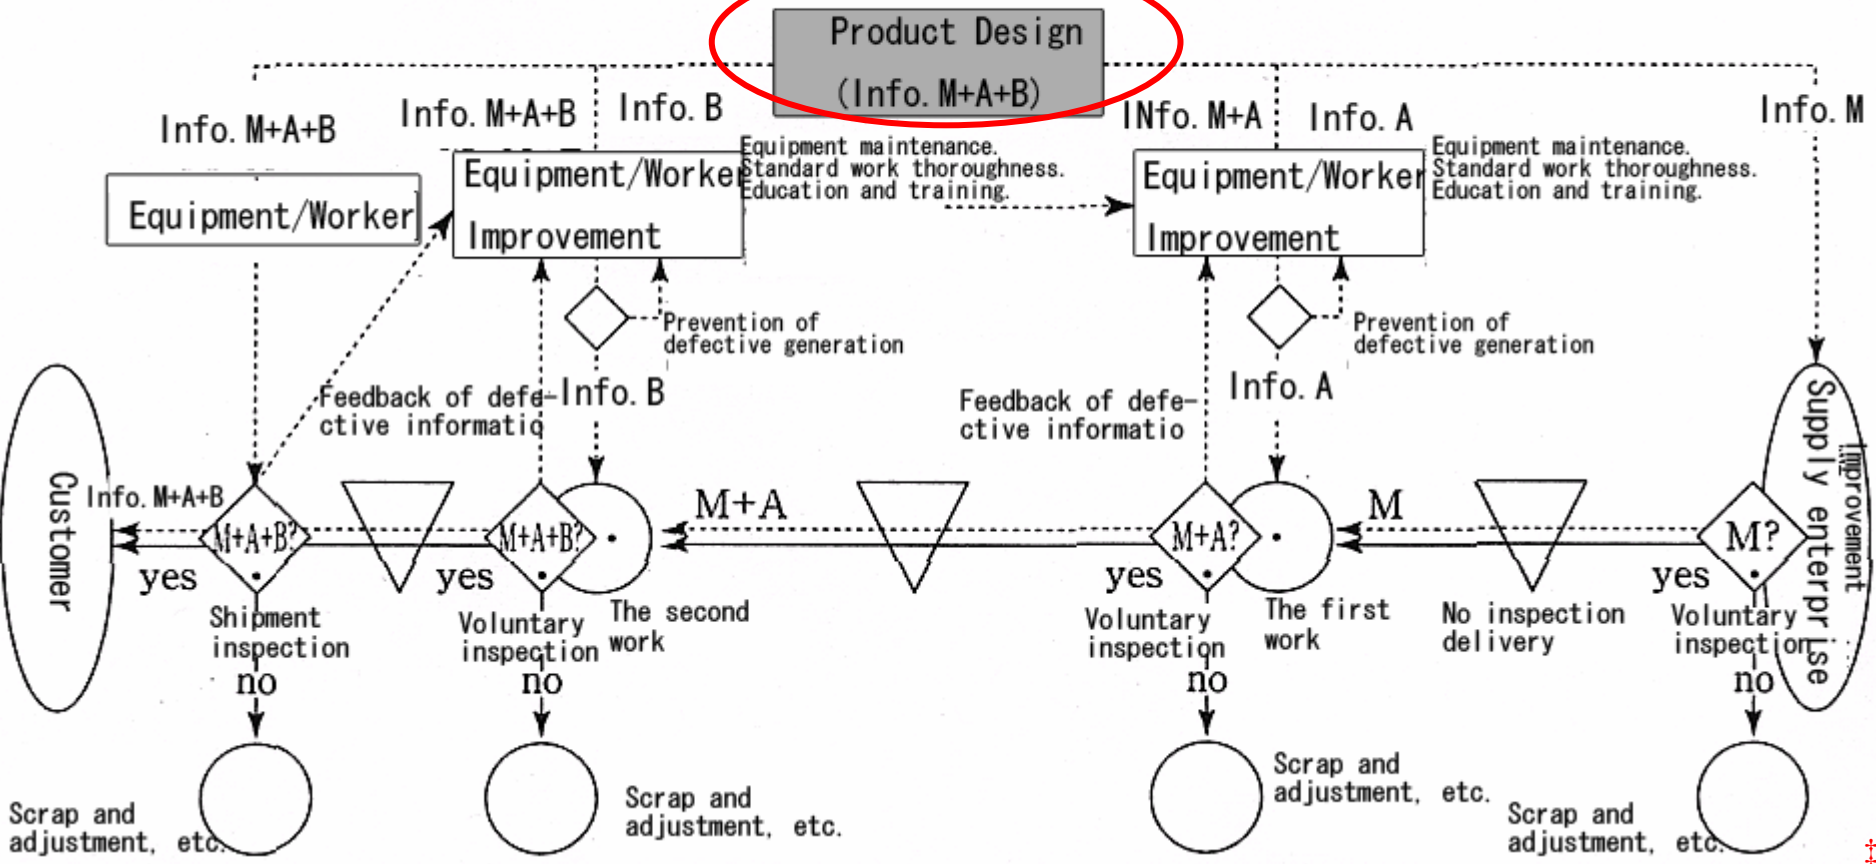 Product Design
(Info.M+A+B)
Info.M+A+B
Info.M+A+B
Info.B
INfo.M+A
Info.A
Info.M
Equipment/Worker
Equipment/Worker
Improvement
Equipment maintenance.
Standard work thoroughness.
Education and training.
Equipment/Worker
Improvement
Equipment maintenance.
Standard work thoroughness.
Education and training.
Prevention of
defective generation
Prevention of
defective generation
Feedback of defe-
ctive informatio
Info.B
Feedback of defe-
ctive informatio
Info.A
Customer
Info.M+A+B
M+A+B?
yes
M+A+B?
yes
M+A
M+A?
yes
M
M?
yes
Supply enterprise
Improvement
Shipment
inspection
Voluntary
inspection
The second
work
Voluntary
inspection
The first
work
No inspection
delivery
Voluntary
inspection
no
no
no
no
Scrap and
adjustment, etc.
Scrap and
adjustment, etc.
Scrap and
adjustment, etc.
Scrap and
adjustment, etc.